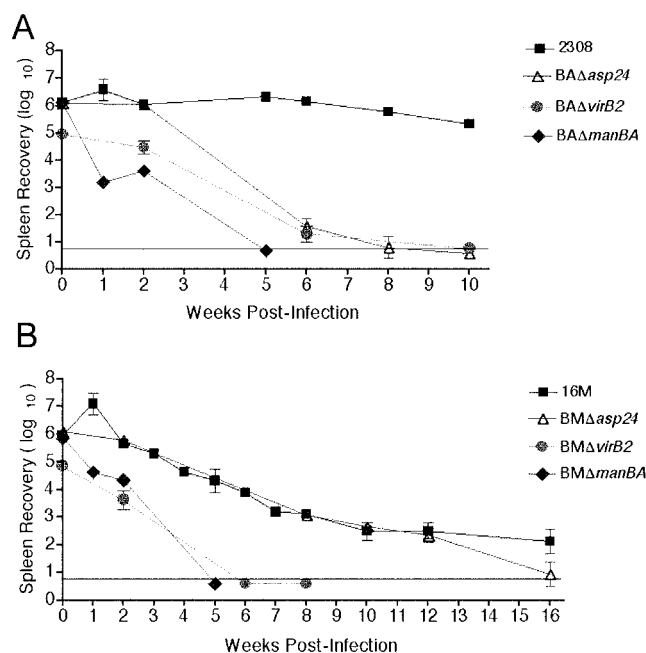 A
Spleen Recovery (log 10)
8
7
6
5
4
3
2
1
0
0 1 2 3 4 5 6 7 8 9 10
Weeks Post-Infection
2308
BAΔasp24
BAΔvirB2
BAΔmanBA
B
Spleen Recovery (log 10)
8
7
6
5
4
3
2
1
0
0 1 2 3 4 5 6 7 8 9 10 11 12 13 14 15 16
Weeks Post-Infection
16M
BMΔasp24
BMΔvirB2
BMΔmanBA